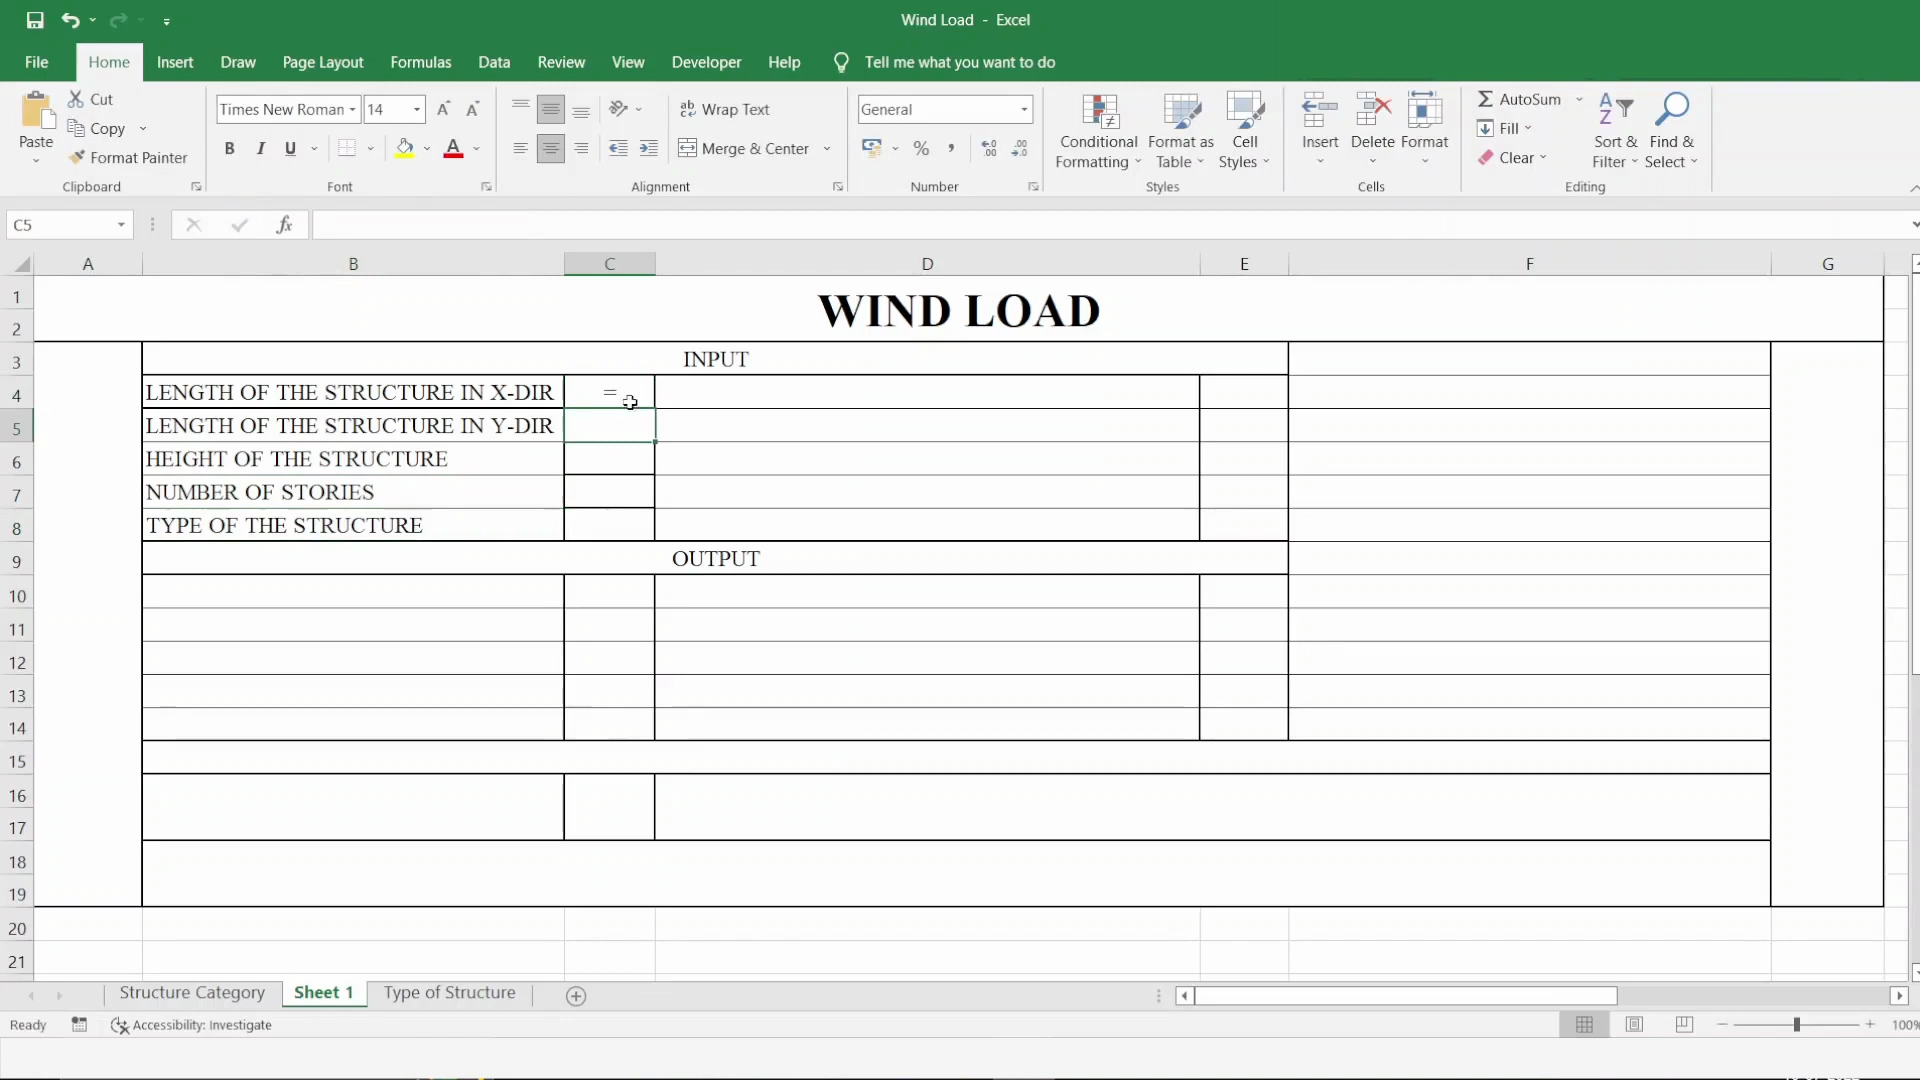 Wind Load - Excel
File Home Insert Draw Page Layout Formulas Data Review View Developer Help Tell me what you want to do
Paste
Cut
Copy
Format Painter
Clipboard
Times New Roman 14
B I U
Font
Wrap Text
Merge & Center
Alignment
General
Number
Conditional Formatting
Format as Table
Cell Styles
Styles
Insert Delete Format
Cells
AutoSum
Fill
Clear
Sort & Filter
Find & Select
Editing
C5 fx
A B C D E F G
1 WIND LOAD
2
3 INPUT
4 LENGTH OF THE STRUCTURE IN X-DIR =
5 LENGTH OF THE STRUCTURE IN Y-DIR
6 HEIGHT OF THE STRUCTURE
7 NUMBER OF STORIES
8 TYPE OF THE STRUCTURE
9 OUTPUT
10
11
12
13
14
15
16
17
18
19
20
21
Structure Category Sheet 1 Type of Structure
Ready Accessibility: Investigate 100%